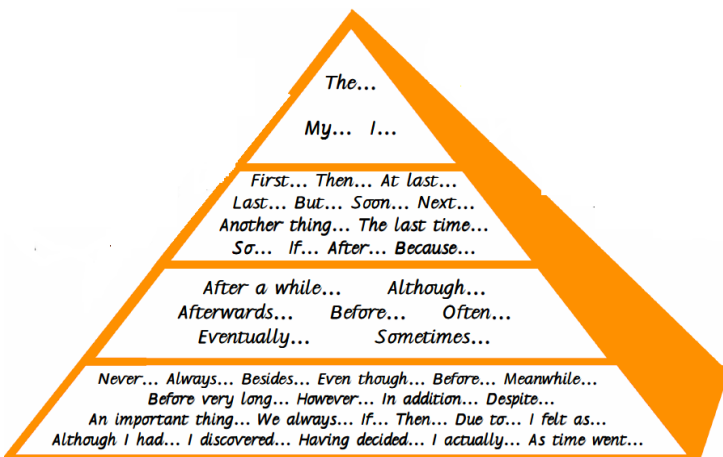 The...
My... I...
First... Then... At last...
Last... But... Soon... Next...
Another thing... The last time...
So... If... After... Because...
After a while... Although...
Afterwards... Before... Often...
Eventually... Sometimes...
Never... Always... Besides... Even though... Before... Meanwhile...
Before very long... However... In addition... Despite...
An important thing... We always... If... Then... Due to... I felt as...
Although I had... I discovered... Having decided... I actually... As time went...